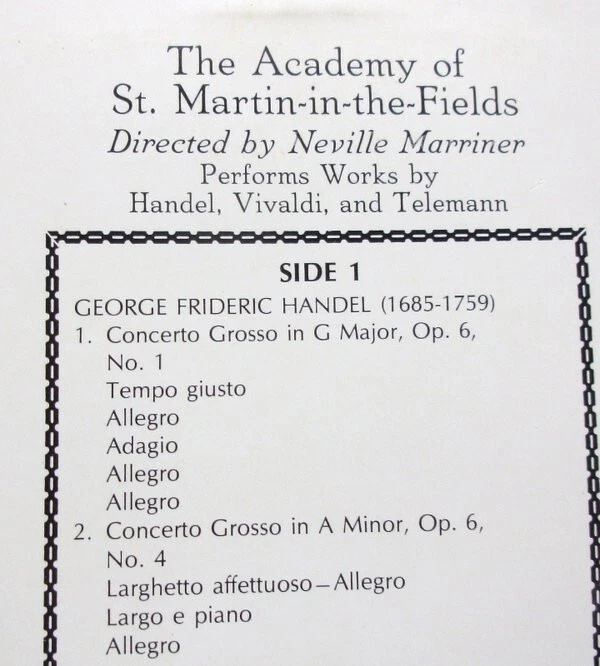 The Academy of
St. Martin-in-the-Fields
Directed by Neville Marriner
Performs Works by
Handel, Vivaldi, and Telemann
SIDE 1
GEORGE FRIDERIC HANDEL (1685-1759)
1. Concerto Grosso in G Major, Op. 6,
No. 1
Tempo giusto
Allegro
Adagio
Allegro
Allegro
2. Concerto Grosso in A Minor, Op. 6,
No. 4
Larghetto affettuoso – Allegro
Largo e piano
Allegro